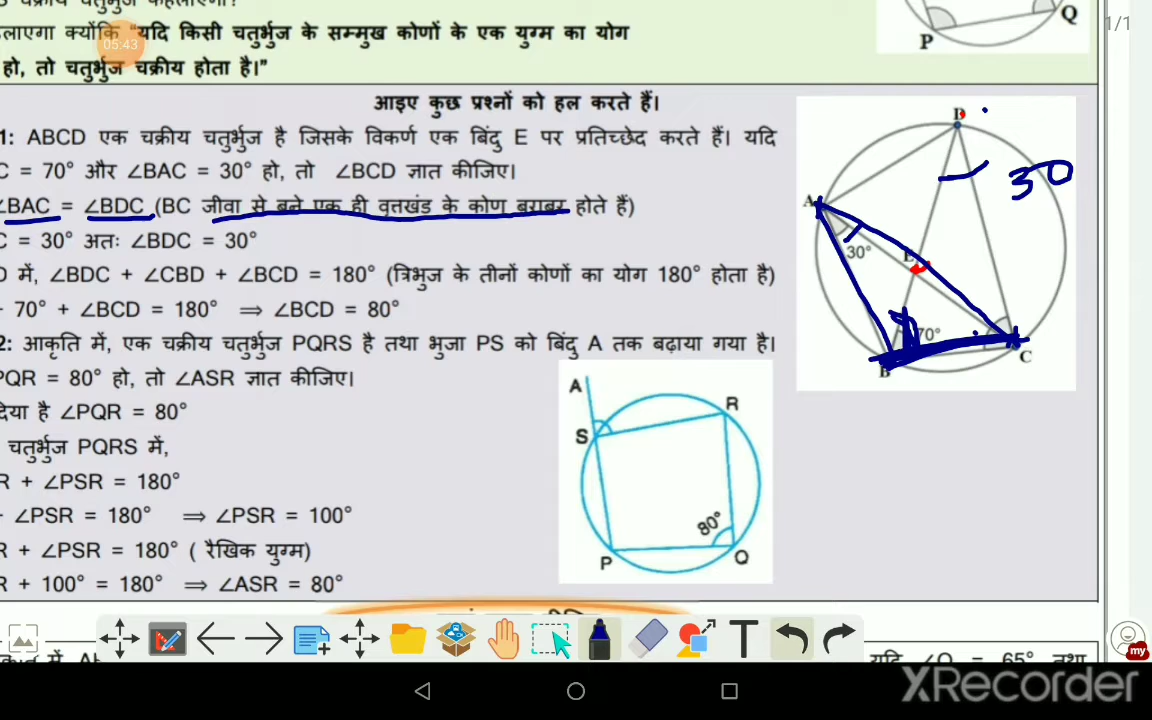 लाएगा क्योंकि "यदि किसी चतुर्भुज के सम्मुख कोणों के एक युग्म का योग
हो, तो चतुर्भुज चक्रीय होता है।"
05:43
P
Q
1/1
आइए कुछ प्रश्नों को हल करते हैं।
1: ABCD एक चक्रीय चतुर्भुज है जिसके विकर्ण एक बिंदु E पर प्रतिच्छेद करते हैं। यदि
C = 70° और ∠BAC = 30° हो, तो ∠BCD ज्ञात कीजिए।
∠BAC = ∠BDC (BC जीवा से बने एक ही वृत्तखंड के कोण बराबर होते हैं)
C = 30° अतः ∠BDC = 30°
D में, ∠BDC + ∠CBD + ∠BCD = 180° (त्रिभुज के तीनों कोणों का योग 180° होता है)
+ 70° + ∠BCD = 180° ⟹ ∠BCD = 80°
D
30
A
30°
E
70°
B
C
2: आकृति में, एक चक्रीय चतुर्भुज PQRS है तथा भुजा PS को बिंदु A तक बढ़ाया गया है।
PQR = 80° हो, तो ∠ASR ज्ञात कीजिए।
दिया है ∠PQR = 80°
चतुर्भुज PQRS में,
R + ∠PSR = 180°
+ ∠PSR = 180° ⟹ ∠PSR = 100°
R + ∠PSR = 180° ( रैखिक युग्म)
R + 100° = 180° ⟹ ∠ASR = 80°
A
R
S
80°
P
Q
T
my
यदि ∠Q = 65° तथा
XRecorder